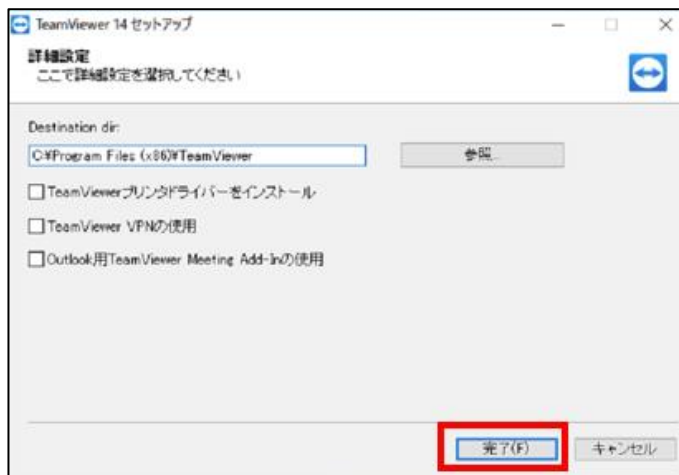 TeamViewer 14 セットアップ
詳細設定
ここで詳細設定を選択してください
Destination dir:
C:¥Program Files (x86)¥TeamViewer
参照...
TeamViewerプリンタドライバーをインストール
TeamViewer VPNの使用
Outlook用TeamViewer Meeting Add-Inの使用
完了(F)
キャンセル